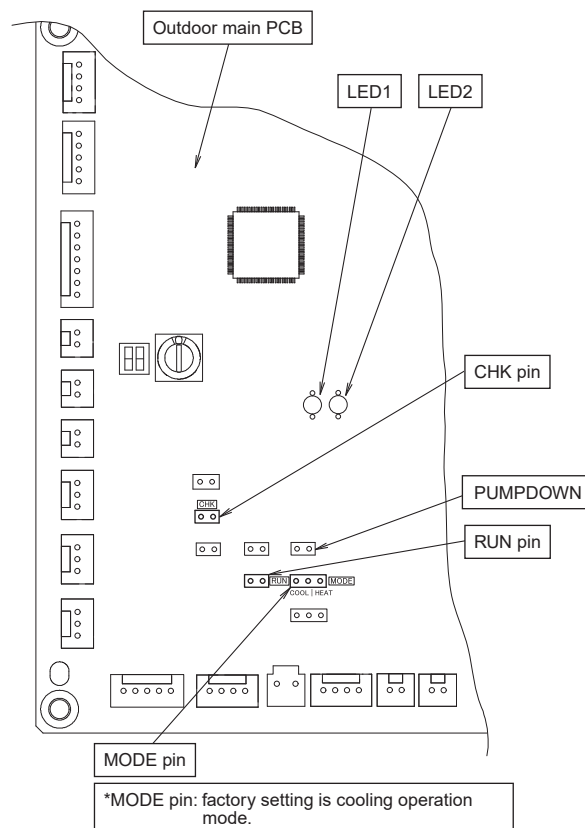 Outdoor main PCB
LED1
LED2
CHK pin
CHK
PUMPDOWN
RUN pin
RUN
MODE
COOL | HEAT
MODE pin
*MODE pin: factory setting is cooling operation
mode.